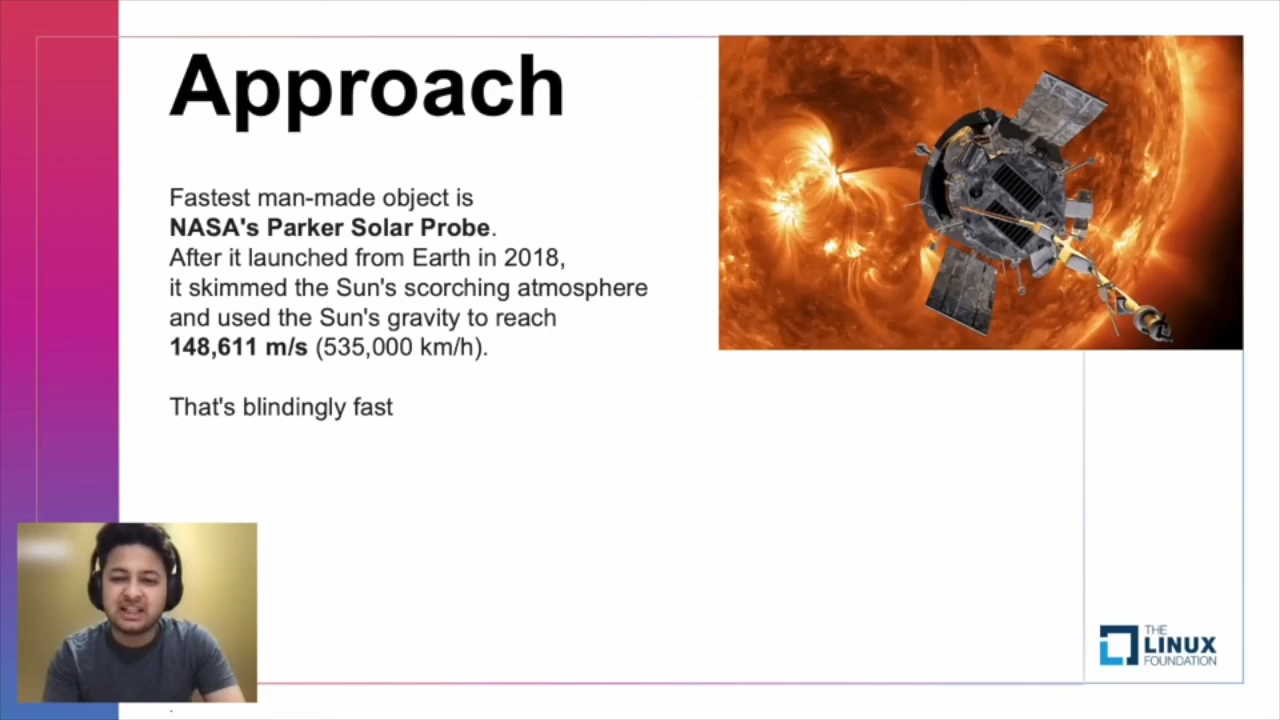 Approach
Fastest man-made object is
NASA's Parker Solar Probe.
After it launched from Earth in 2018,
it skimmed the Sun's scorching atmosphere
and used the Sun's gravity to reach
148,611 m/s (535,000 km/h).
That's blindingly fast
THE
LINUX
FOUNDATION